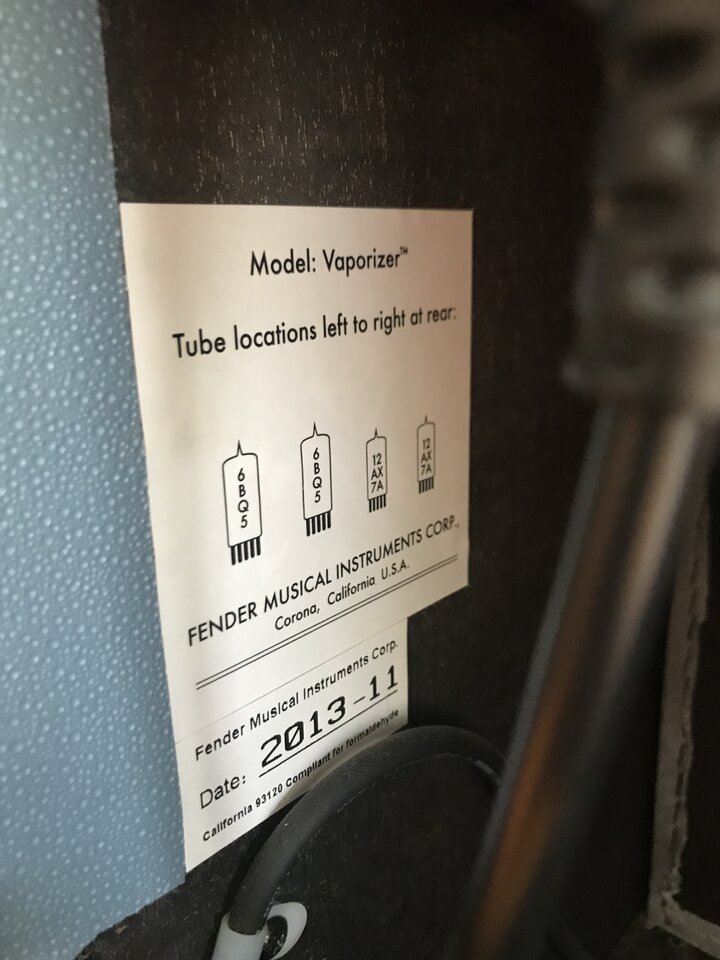 Model: Vaporizer™
Tube locations left to right at rear:
6
B
Q
5
6
B
Q
5
12
AX
7A
12
AX
7A
FENDER MUSICAL INSTRUMENTS CORP.
Corona, California U.S.A.
Fender Musical Instruments Corp.
Date: 2013-11
California 93120 Compliant for formaldehyde